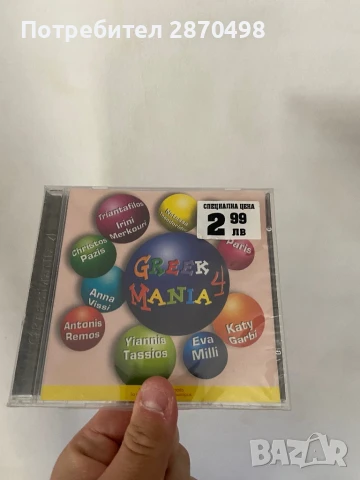 Потребител 2870498
СПЕЦИАЛНА ЦЕНА
2 99
ЛВ
Triantafilos
Irini
Merkouri
Paris
Christos
Pazis
GREEK
MANIA 4
Anna
Vissi
Antonis
Remos
Yiannis
Tassios
Eva
Milli
Katy
Garbi
BAZAR
bg